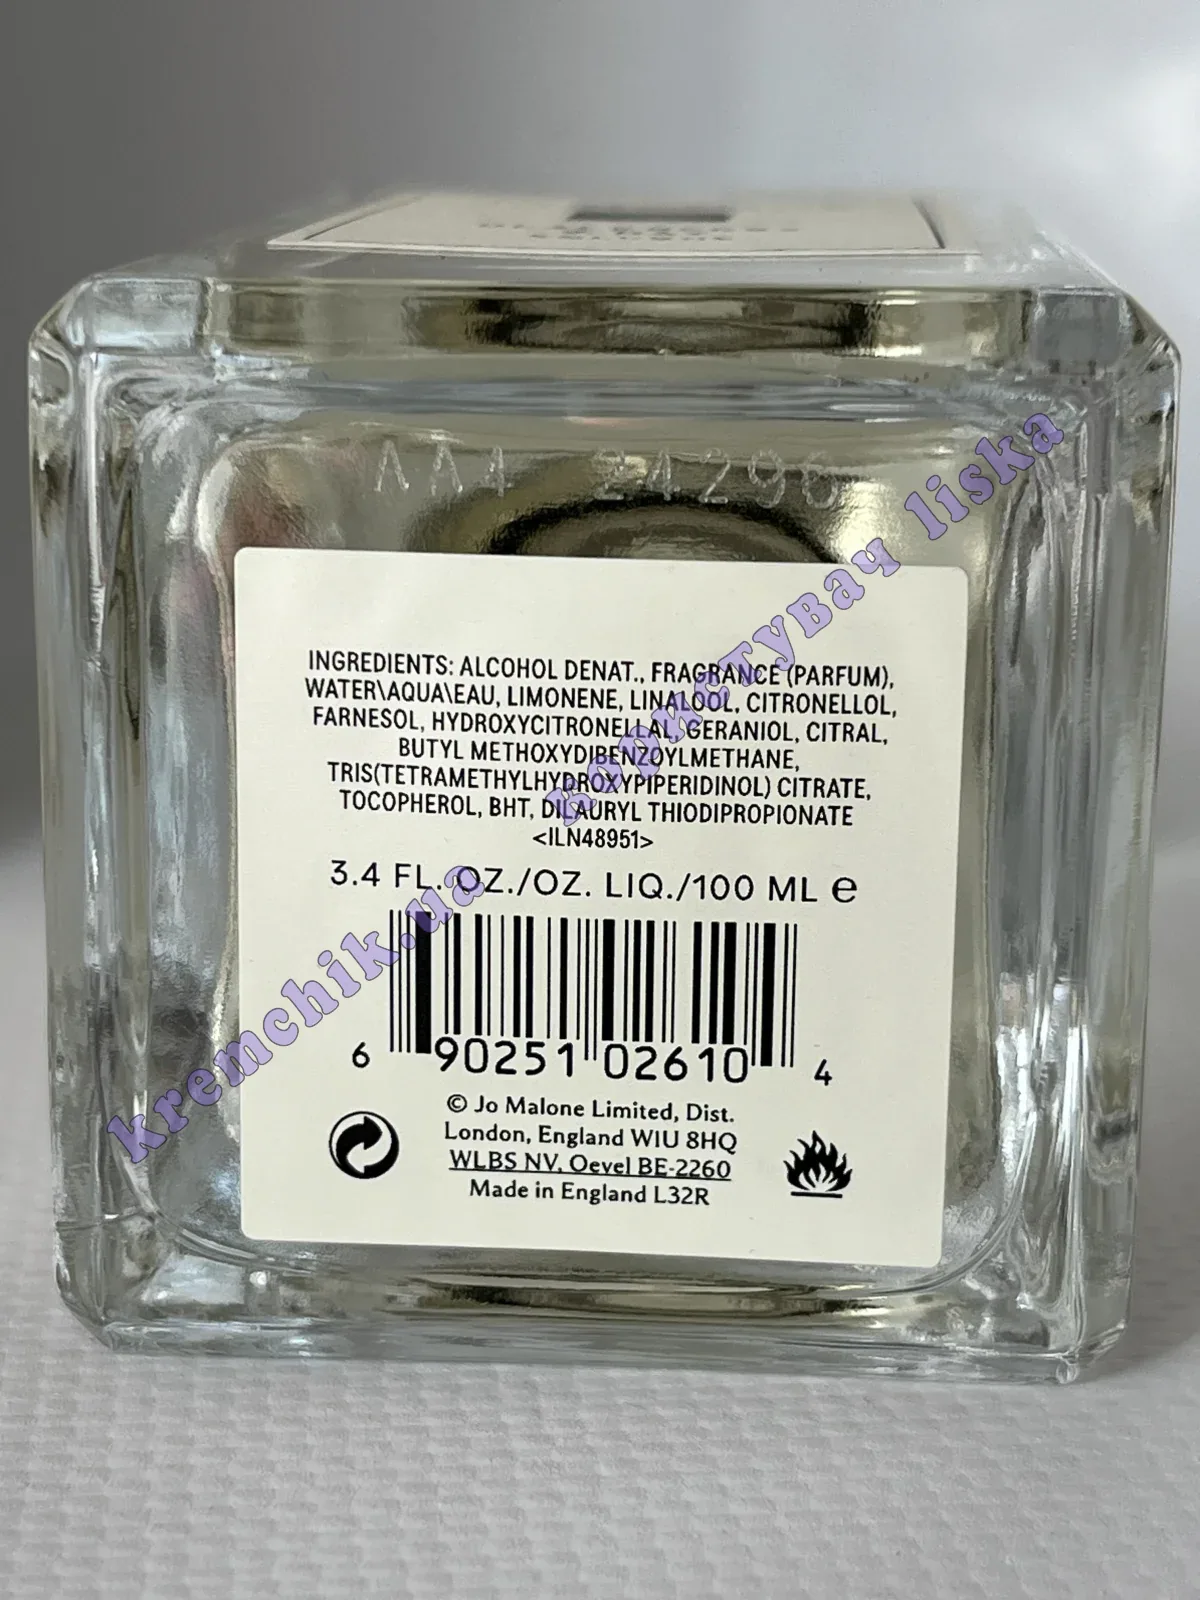 AAA 24296
INGREDIENTS: ALCOHOL DENAT., FRAGRANCE (PARFUM),
WATER\AQUA\EAU, LIMONENE, LINALOOL, CITRONELLOL,
FARNESOL, HYDROXYCITRONELLAL, GERANIOL, CITRAL,
BUTYL METHOXYDIBENZOYLMETHANE,
TRIS(TETRAMETHYLHYDROXYPIPERIDINOL) CITRATE,
TOCOPHEROL, BHT, DILAURYL THIODIPROPIONATE
<ILN48951>
3.4 FL. OZ./OZ. LIQ./100 ML ℮
6 90251 02610 4
© Jo Malone Limited, Dist.
London, England W1U 8HQ
WLBS NV, Oevel BE-2260
Made in England L32R
kremchik.ua користувач liska